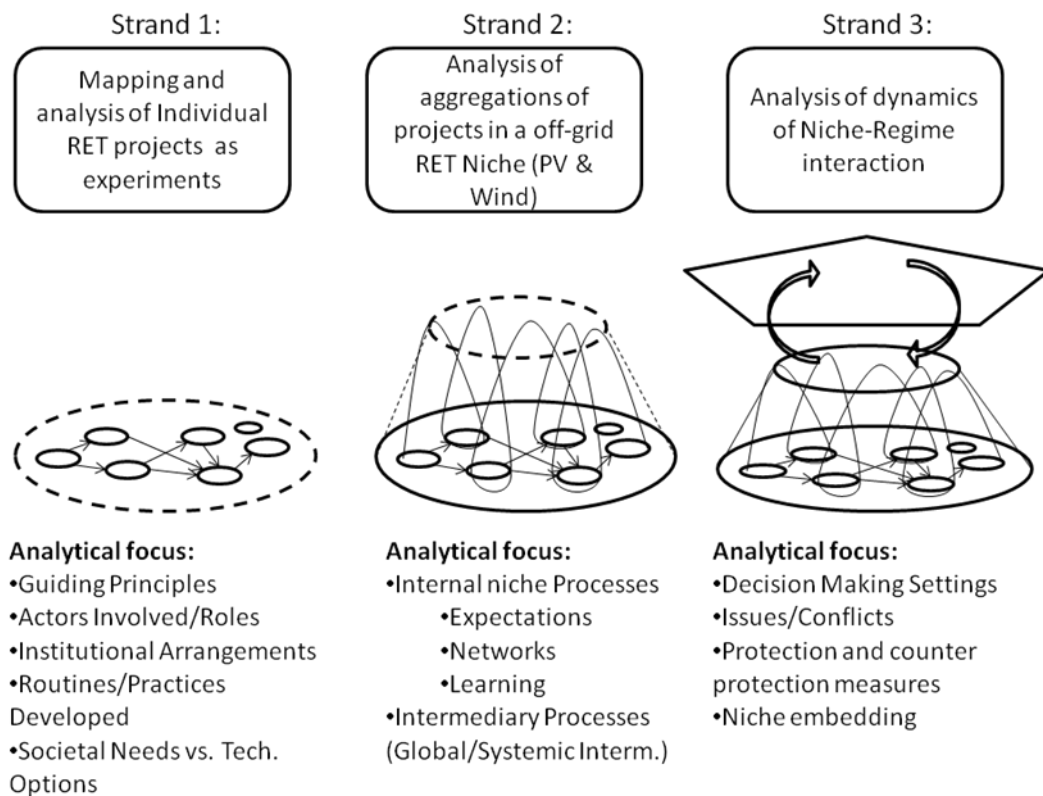 Strand 1:
Mapping and
analysis of Individual
RET projects as
experiments
Strand 2:
Analysis of
aggregations of
projects in a off-grid
RET Niche (PV &
Wind)
Strand 3:
Analysis of dynamics
of Niche-Regime
interaction
Analytical focus:
•Guiding Principles
•Actors Involved/Roles
•Institutional Arrangements
•Routines/Practices
Developed
•Societal Needs vs. Tech.
Options
Analytical focus:
•Internal niche Processes
•Expectations
•Networks
•Learning
•Intermediary Processes
(Global/Systemic Interm.)
Analytical focus:
•Decision Making Settings
•Issues/Conflicts
•Protection and counter
protection measures
•Niche embedding